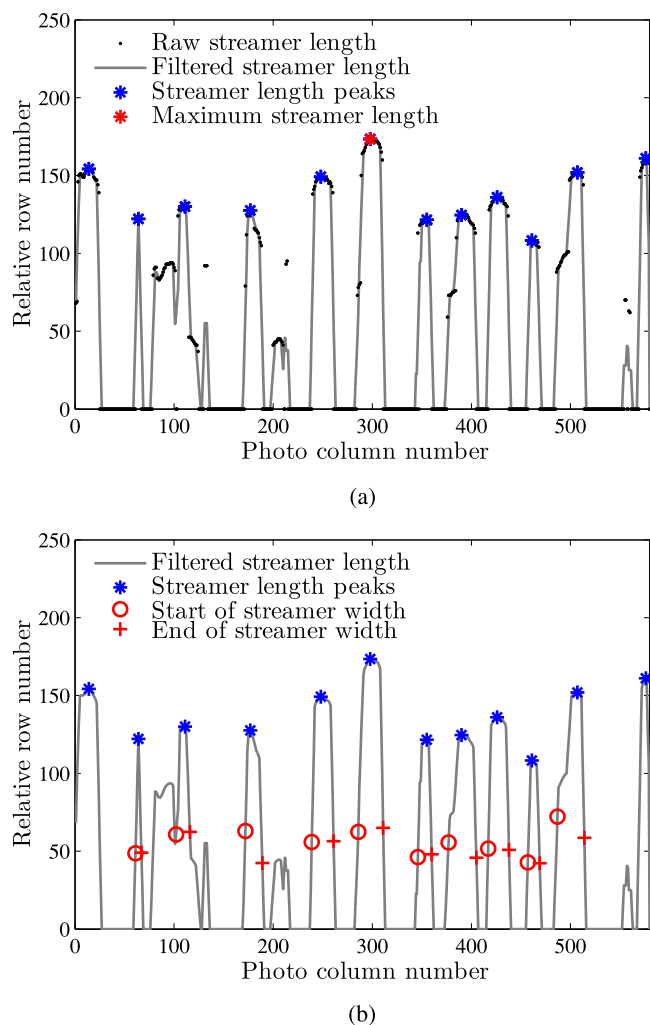 250
200
150
100
50
0
Relative row number
Raw streamer length
Filtered streamer length
Streamer length peaks
Maximum streamer length
0 100 200 300 400 500
Photo column number
(a)
250
200
150
100
50
0
Relative row number
Filtered streamer length
Streamer length peaks
Start of streamer width
End of streamer width
0 100 200 300 400 500
Photo column number
(b)